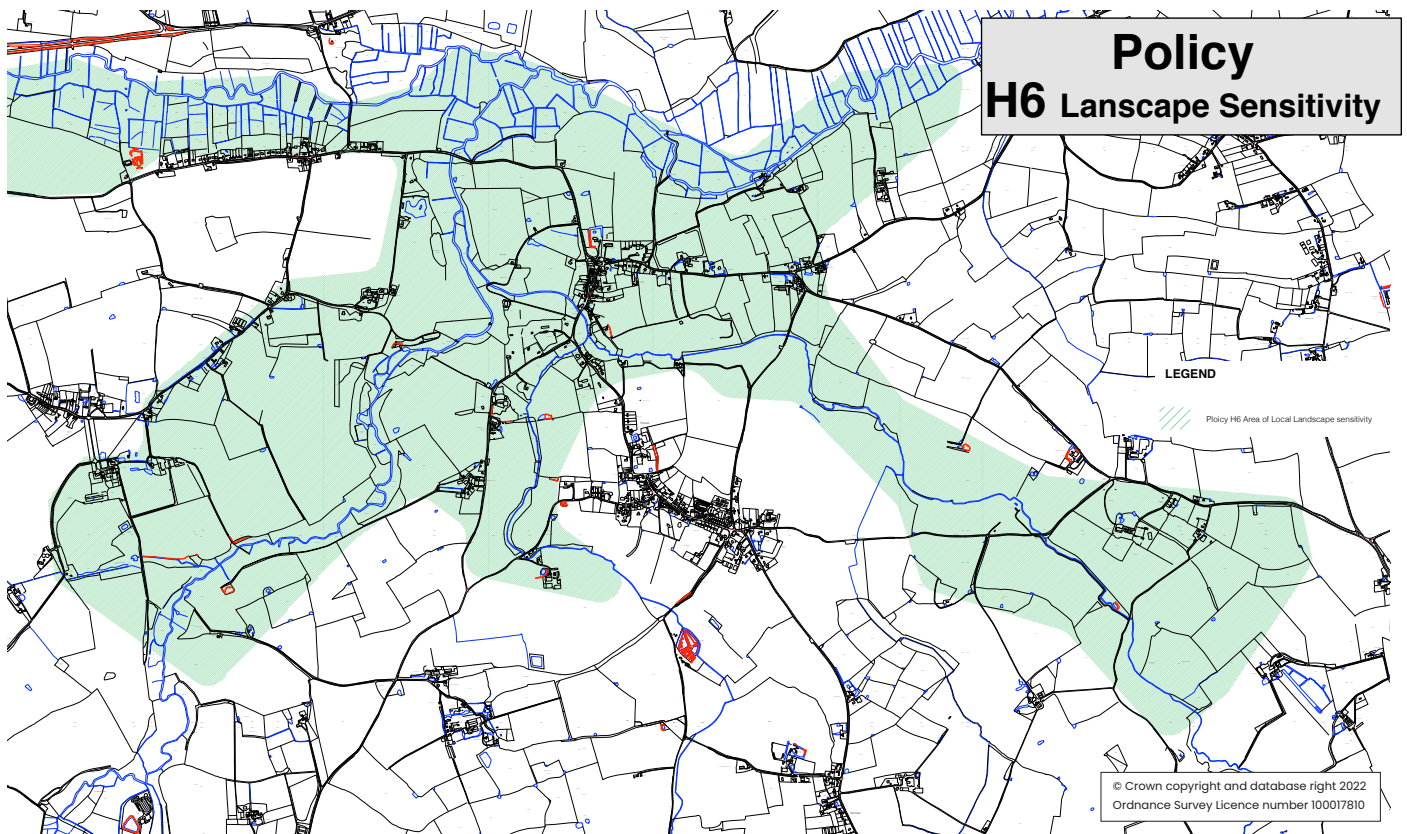 Policy
H6 Lanscape Sensitivity
LEGEND
Ploicy H6 Area of Local Landscape sensitivity
© Crown copyright and database right 2022
Ordnance Survey Licence number 100017810